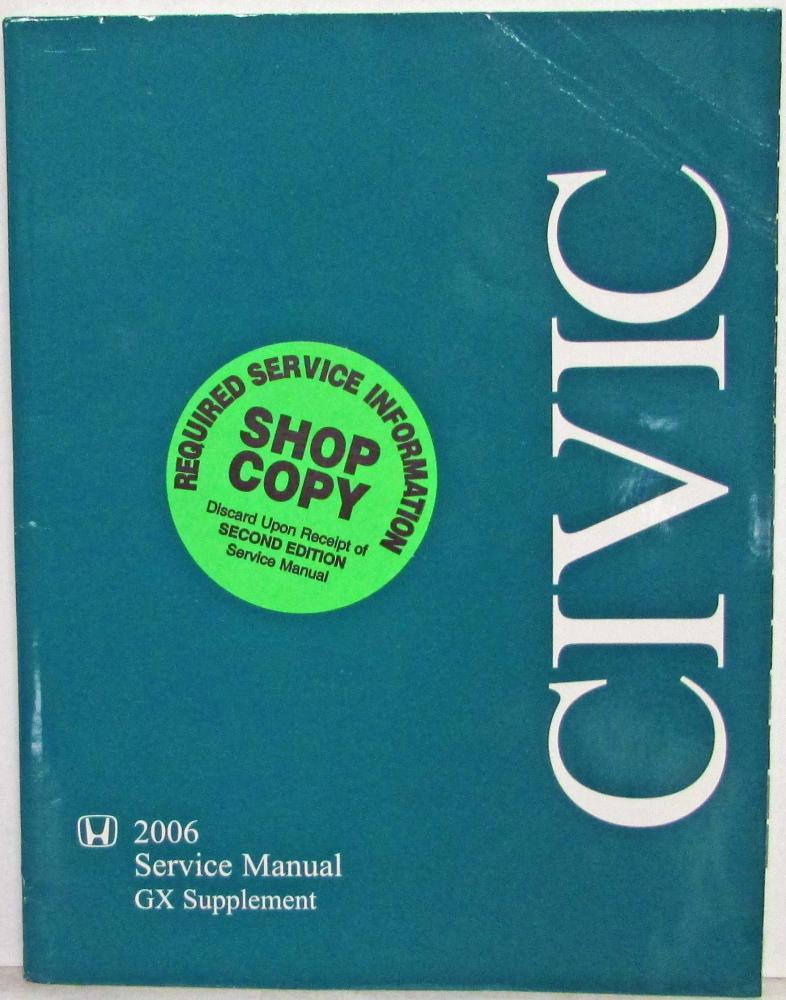 CIVIC
REQUIRED SERVICE INFORMATION
SHOP
COPY
Discard Upon Receipt of
SECOND EDITION
Service Manual
2006
Service Manual
GX Supplement